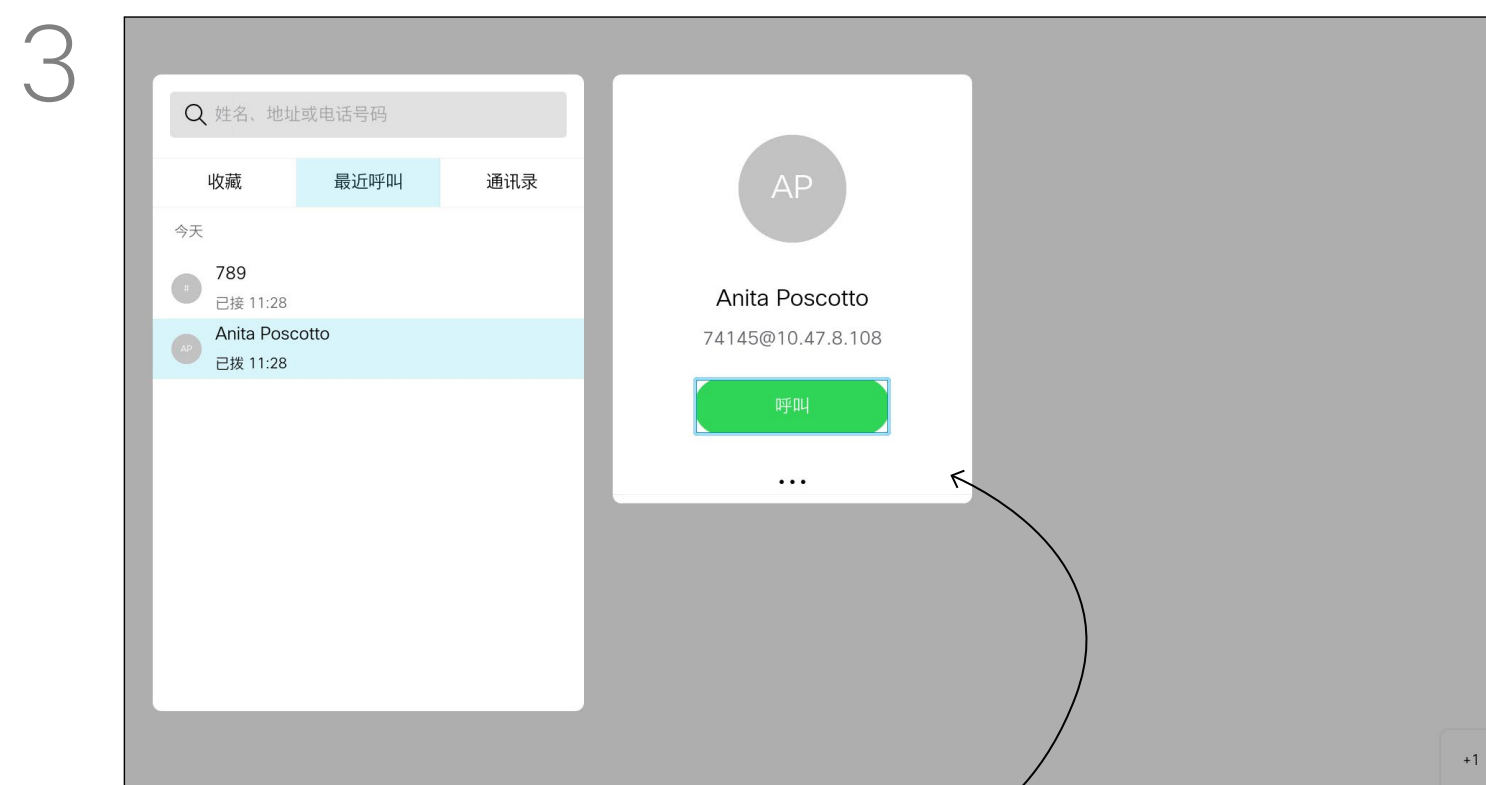 3
姓名、地址或电话号码
收藏 最近呼叫 通讯录
今天
#
789
已接 11:28
AP
Anita Poscotto
已拨 11:28
AP
Anita Poscotto
74145@10.47.8.108
呼叫
...
+1